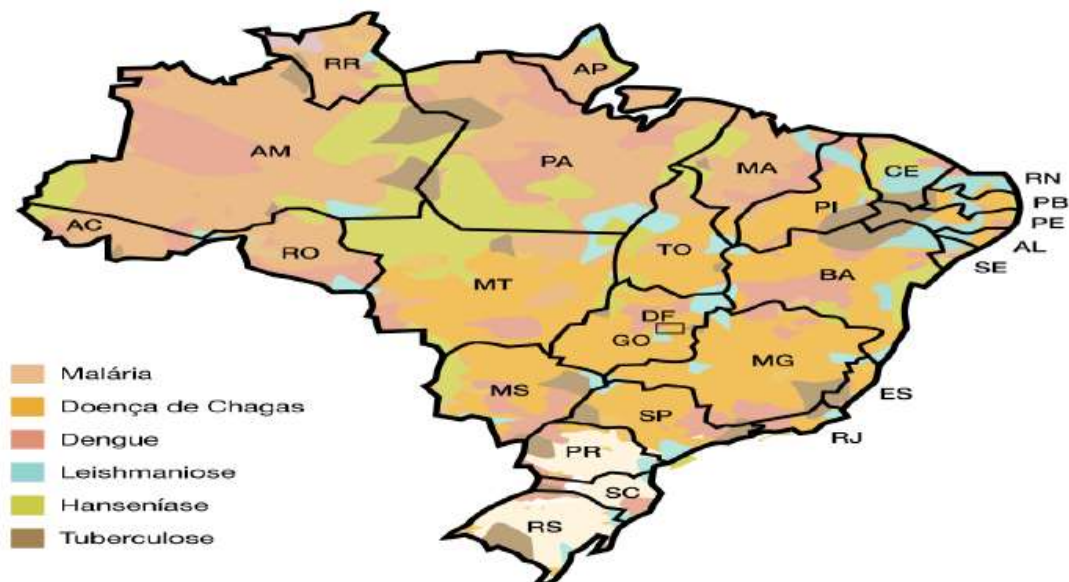 RR
AP
AM
PA
MA
CE
RN
PB
PE
AL
SE
PI
AC
RO
TO
BA
MT
DF
GO
MG
ES
MS
SP
RJ
PR
SC
RS
Malária
Doença de Chagas
Dengue
Leishmaniose
Hanseníase
Tuberculose